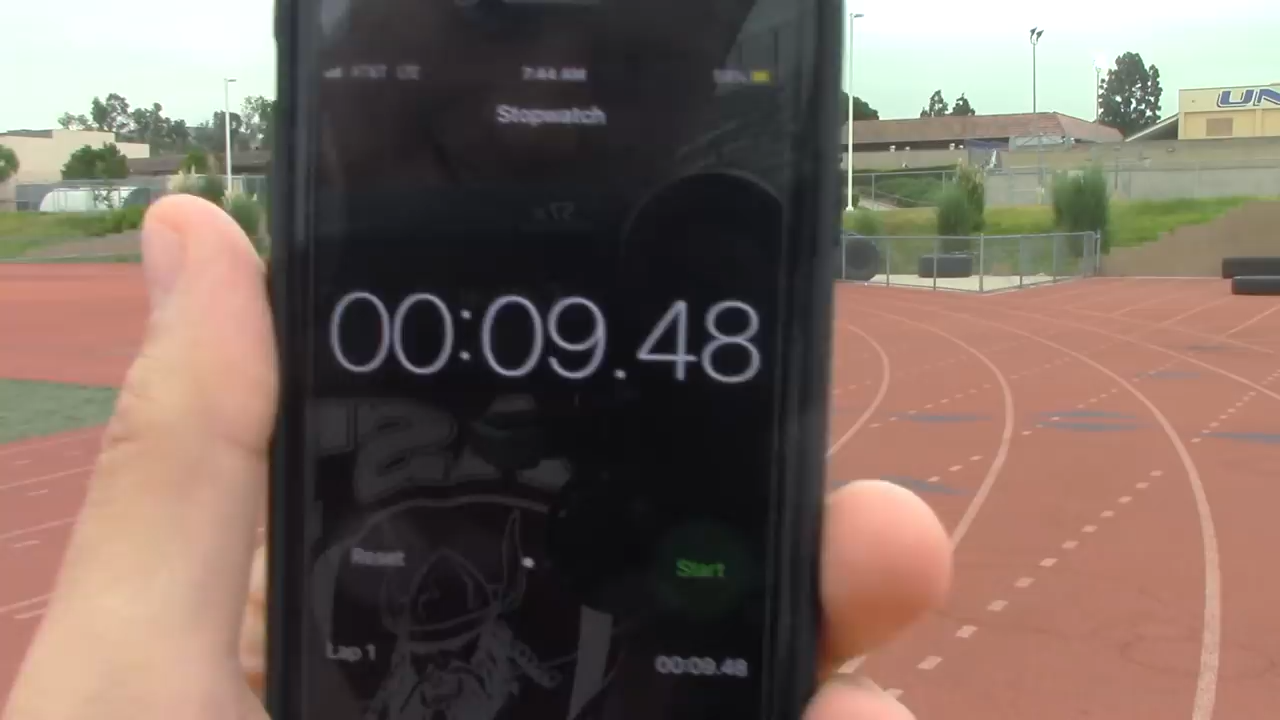 AT&T LTE 7:44 AM
Stopwatch
00:09.48
Reset Start
Lap 1 00:09.48
UN